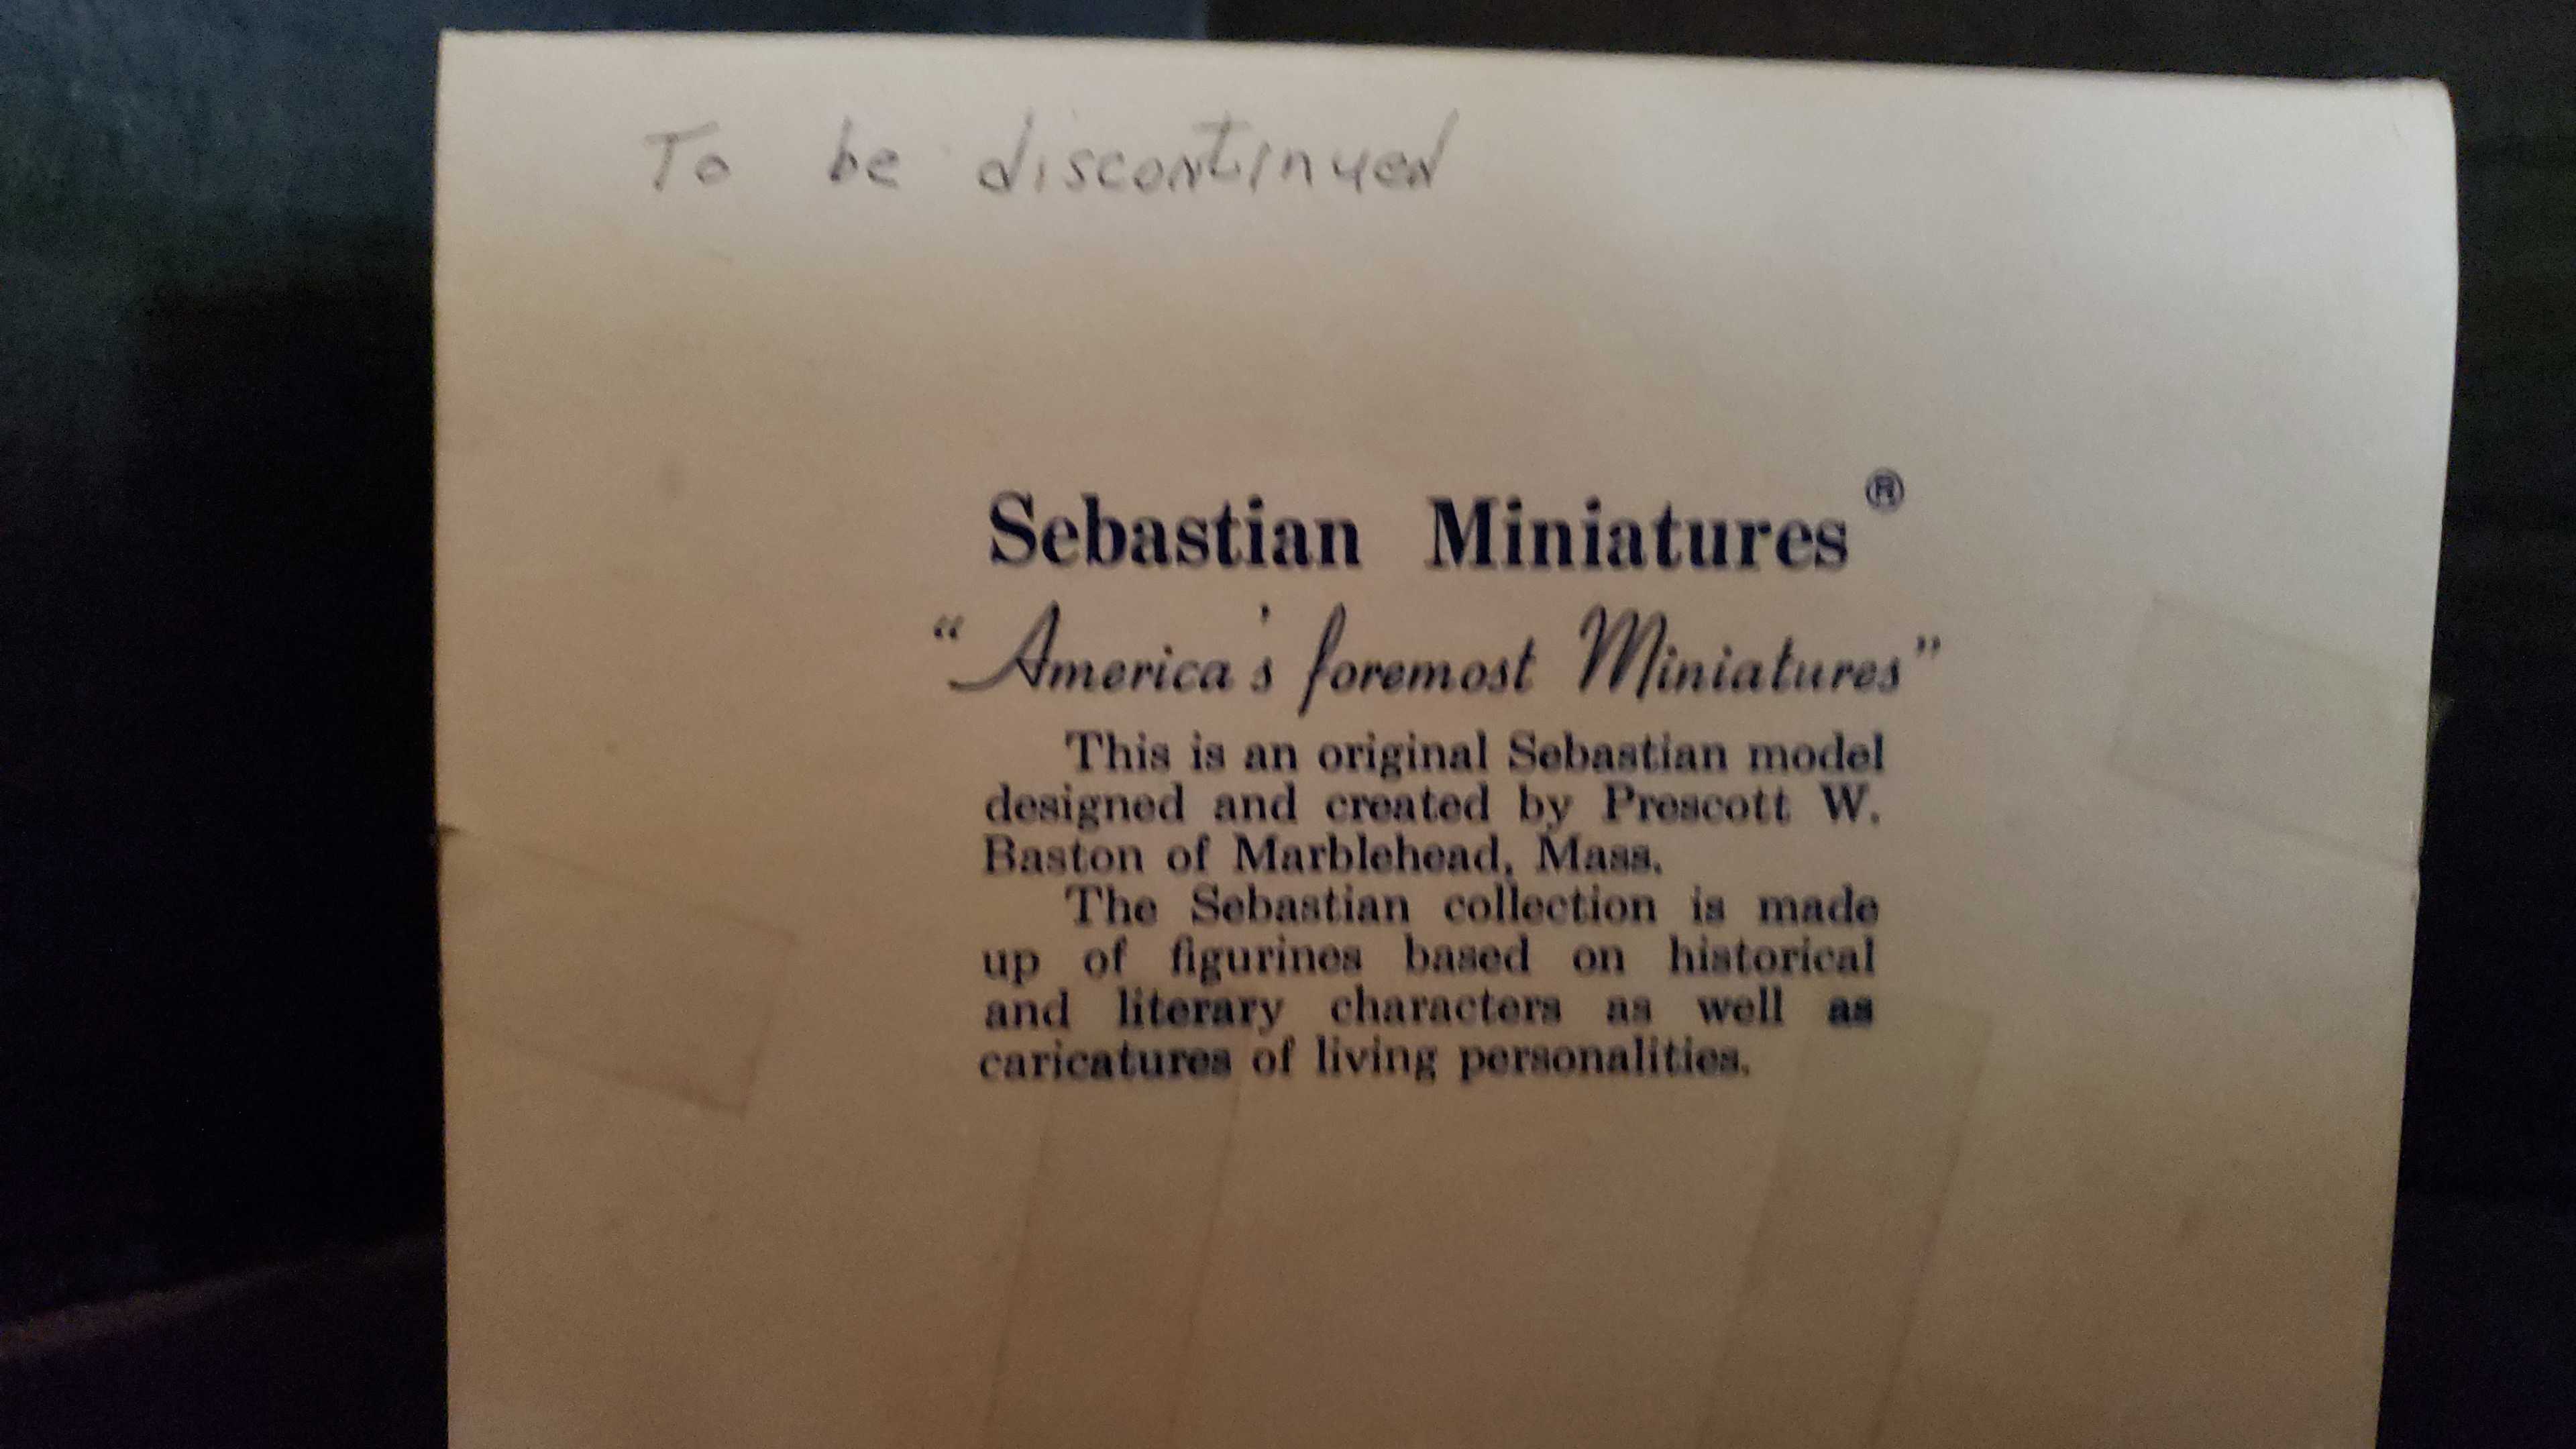 To be discontinued
Sebastian Miniatures ®
"America's foremost Miniatures"
This is an original Sebastian model
designed and created by Prescott W.
Baston of Marblehead, Mass.
The Sebastian collection is made
up of figurines based on historical
and literary characters as well as
caricatures of living personalities.